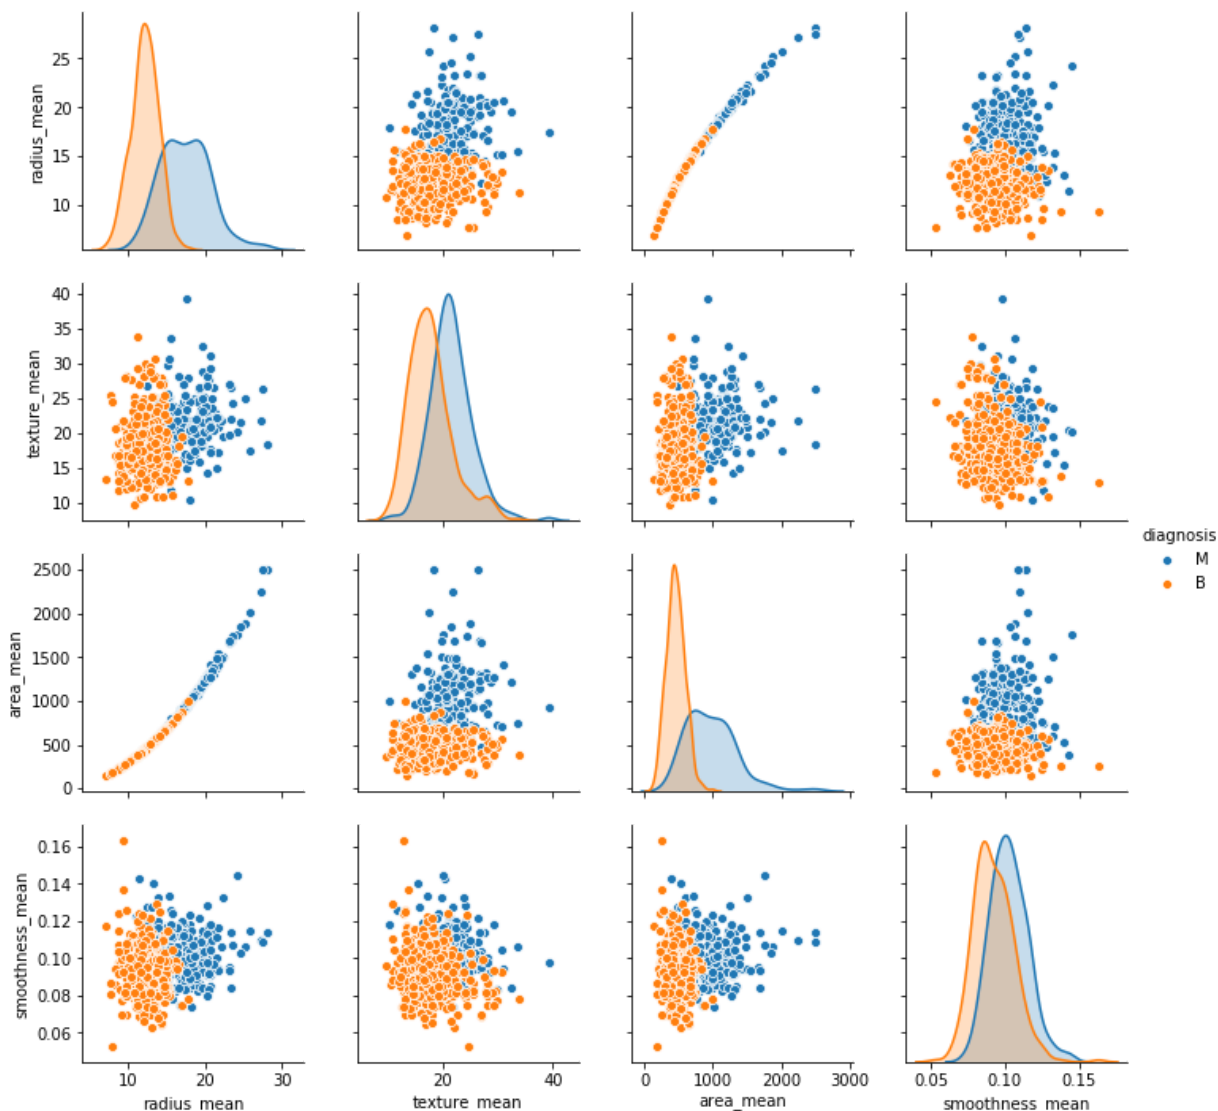 radius_mean
25
20
15
10
texture_mean
40
35
30
25
20
15
10
diagnosis
M
B
area_mean
2500
2000
1500
1000
500
0
smoothness_mean
0.16
0.14
0.12
0.10
0.08
0.06
10 20 30
20 40
0 1000 2000 3000
0.05 0.10 0.15
radius_mean
texture_mean
area_mean
smoothness_mean